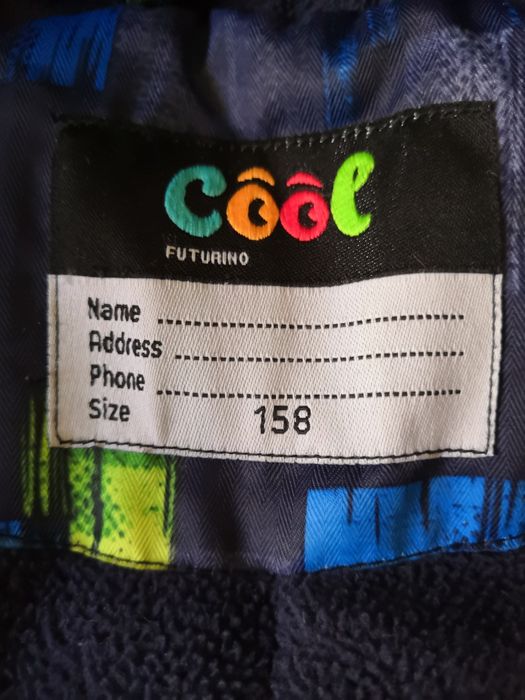 cool
FUTURINO
Name
Address
Phone
Size 158